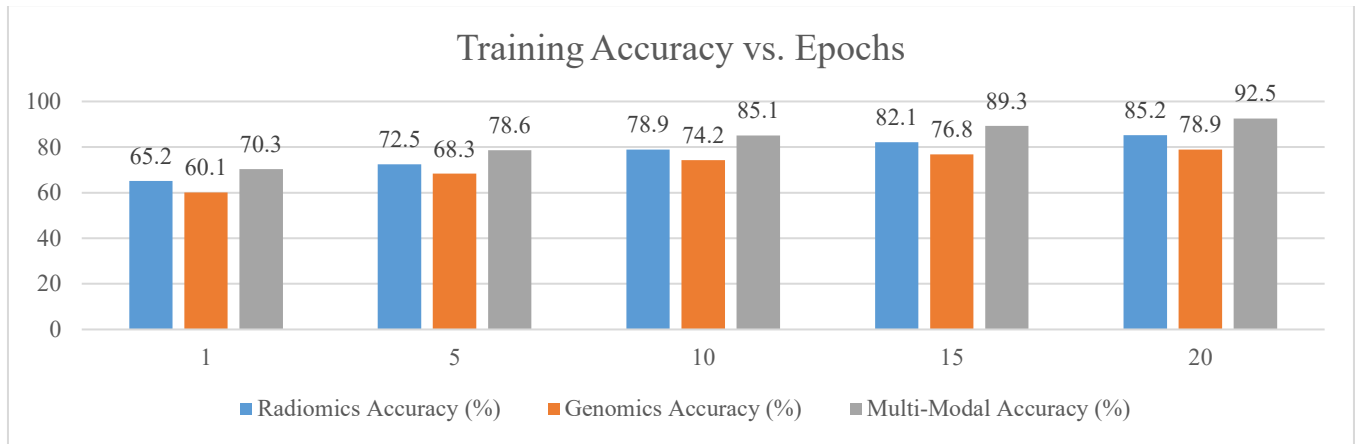 Training Accuracy vs. Epochs
100
80
60
40
20
0
65.2 60.1 70.3
72.5 68.3 78.6
78.9 74.2 85.1
82.1 76.8 89.3
85.2 78.9 92.5
1 5 10 15 20
Radiomics Accuracy (%) Genomics Accuracy (%) Multi-Modal Accuracy (%)